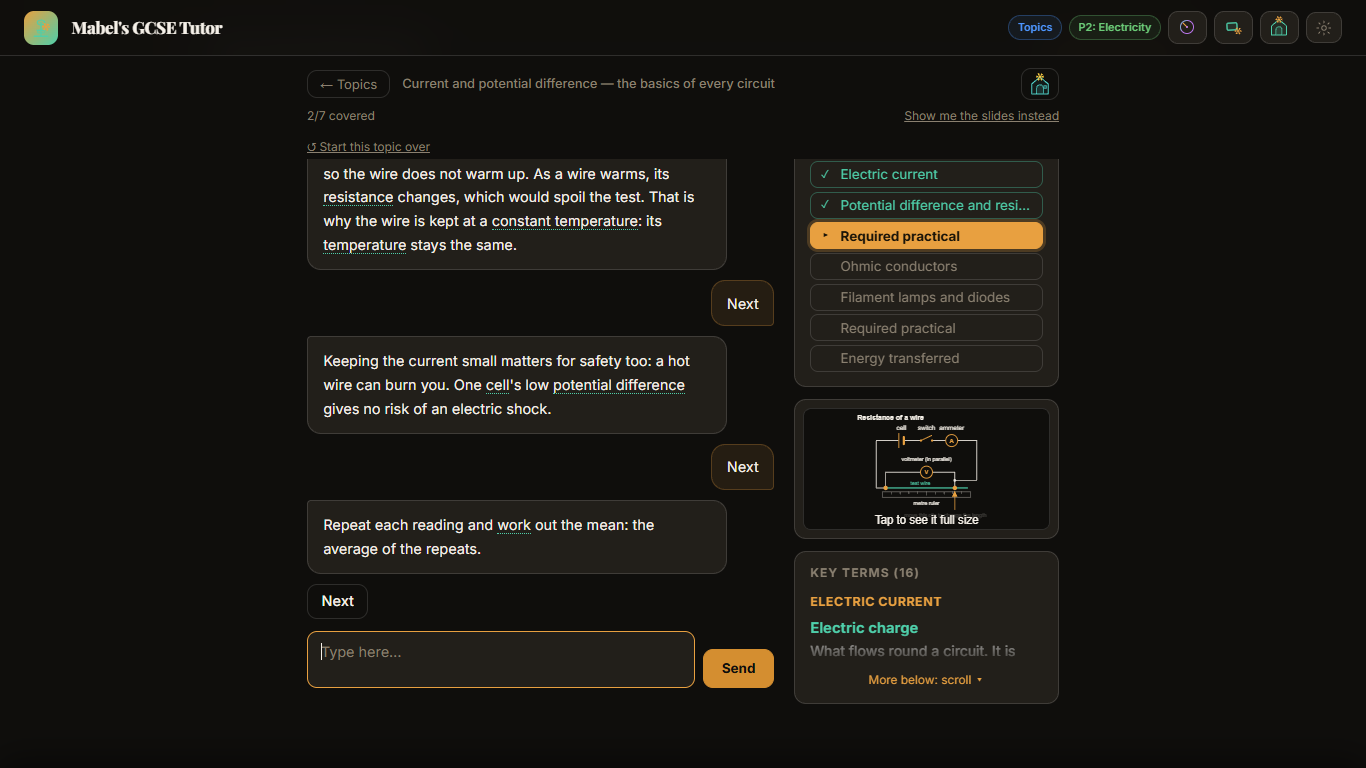 Mabel's GCSE Tutor
Topics
P2: Electricity
← Topics
Current and potential difference — the basics of every circuit
2/7 covered
Show me the slides instead
↺ Start this topic over
so the wire does not warm up. As a wire warms, its
resistance changes, which would spoil the test. That is
why the wire is kept at a constant temperature: its
temperature stays the same.
Next
Keeping the current small matters for safety too: a hot
wire can burn you. One cell's low potential difference
gives no risk of an electric shock.
Next
Repeat each reading and work out the mean: the
average of the repeats.
Next
Type here...
Send
✓ Electric current
✓ Potential difference and resi...
‣ Required practical
Ohmic conductors
Filament lamps and diodes
Required practical
Energy transferred
Resistance of a wire
cell switch ammeter
A
voltmeter (in parallel)
V
test wire
metre ruler
Tap to see it full size
KEY TERMS (16)
ELECTRIC CURRENT
Electric charge
What flows round a circuit. It is
More below: scroll ▾